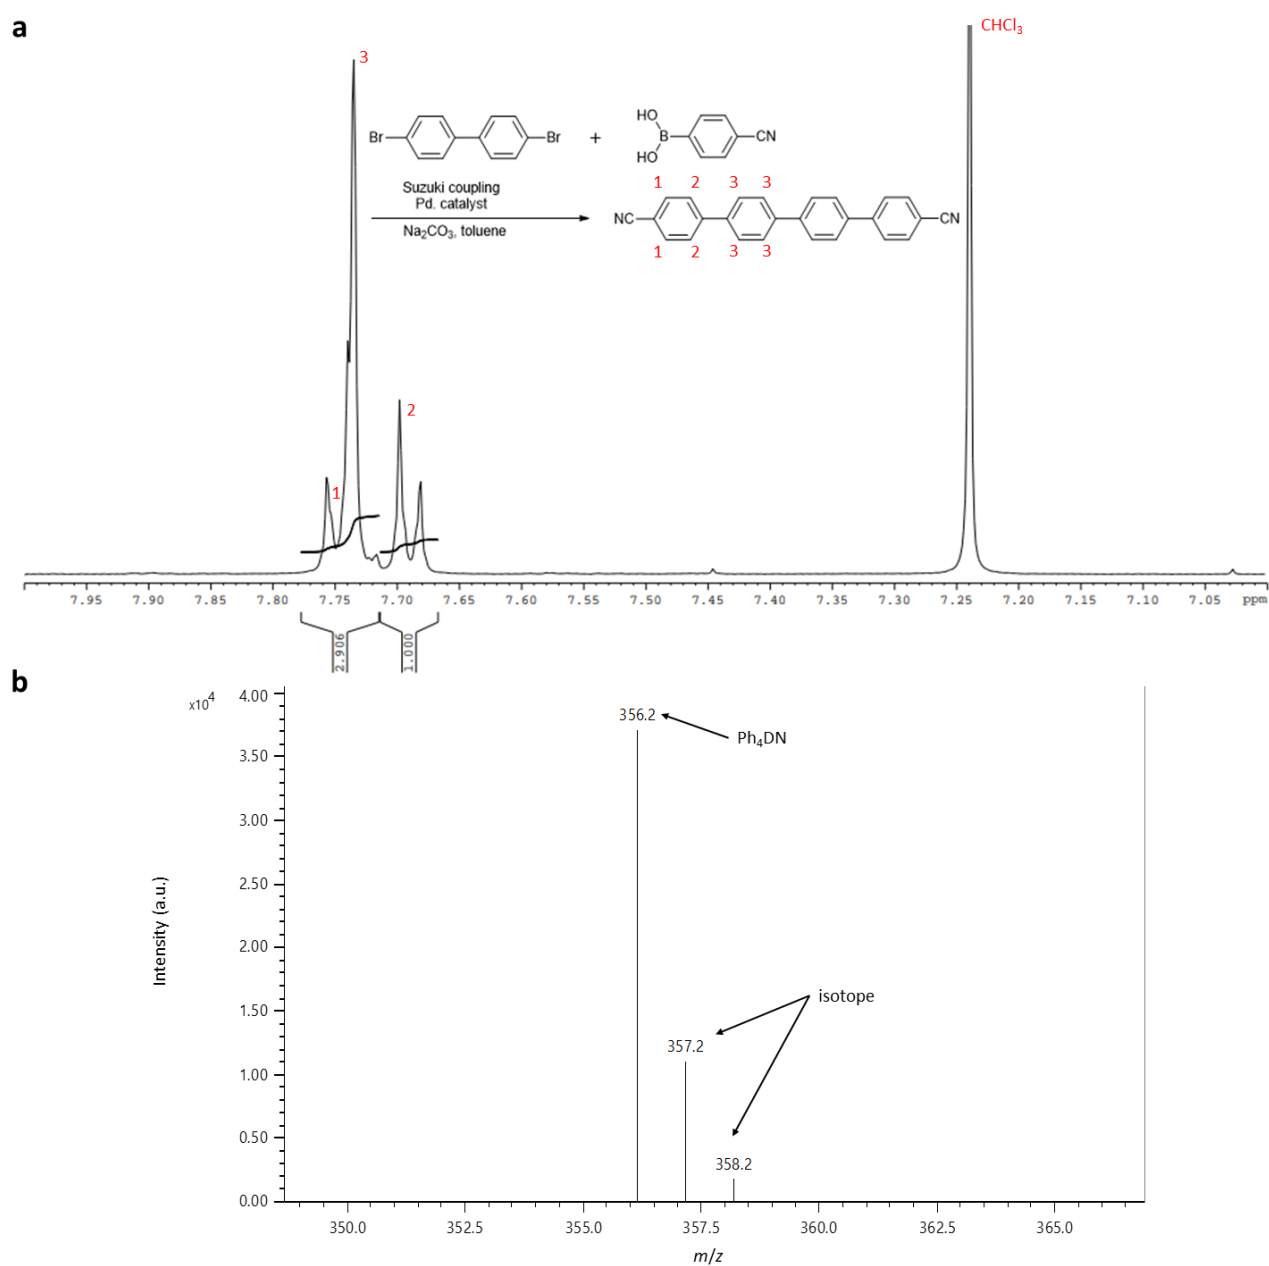 a
CHCl3
3
Br
Br
+
HO
B
HO
CN
Suzuki coupling
Pd. catalyst
Na2CO3, toluene
1 2 3 3
NC
CN
1 2 3 3
2
1
7.95 7.90 7.85 7.80 7.75 7.70 7.65 7.60 7.55 7.50 7.45 7.40 7.35 7.30 7.25 7.20 7.15 7.10 7.05 ppm
2.906
1.000
b
x10^4
4.00
3.50
3.00
2.50
2.00
1.50
1.00
0.50
0.00
Intensity (a.u.)
356.2
Ph4DN
isotope
357.2
358.2
350.0 352.5 355.0 357.5 360.0 362.5 365.0
m/z